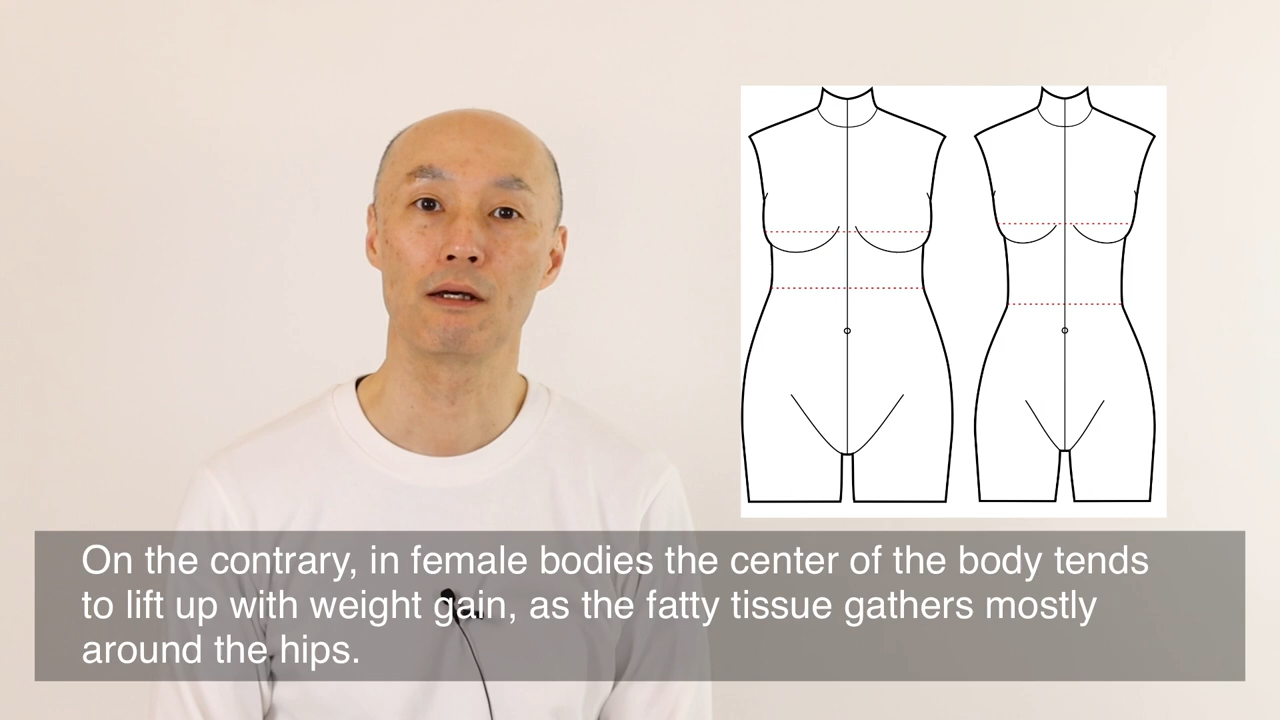 On the contrary, in female bodies the center of the body tends
to lift up with weight gain, as the fatty tissue gathers mostly
around the hips.